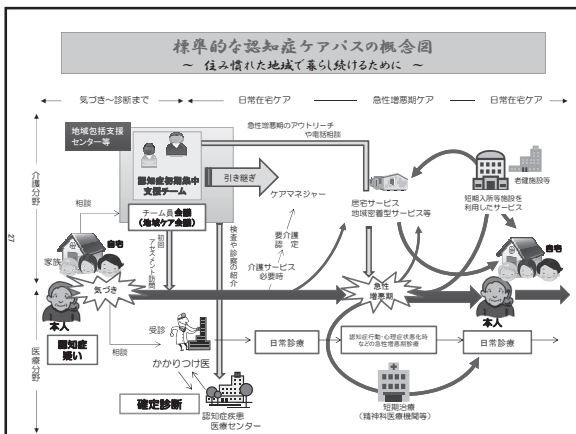 標準的な認知症ケアパスの概念図
～ 住み慣れた地域で暮らし続けるために ～
気づき～診断まで
日常在宅ケア
急性増悪期ケア
日常在宅ケア
介護分野
医療分野
27
地域包括支援
センター等
認知症初期集中
支援チーム
チーム員会議
(地域ケア会議)
相談
引き継ぎ
ケアマネジャー
急性増悪期のアウトリーチ
や電話相談
居宅サービス
地域密着型サービス等
老健施設等
短期入所等施設を
利用したサービス
自宅
家族
気づき
本人
認知症
疑い
初回
アセスメント訪問
検査や診察の紹介
要介護
認定
介護サービス
必要時
急性
増悪期
自宅
本人
相談
受診
かかりつけ医
確定診断
認知症疾患
医療センター
日常診療
認知症行動・心理症状悪化時
などの急性増悪期診療
日常診療
短期治療
(精神科医療機関等)